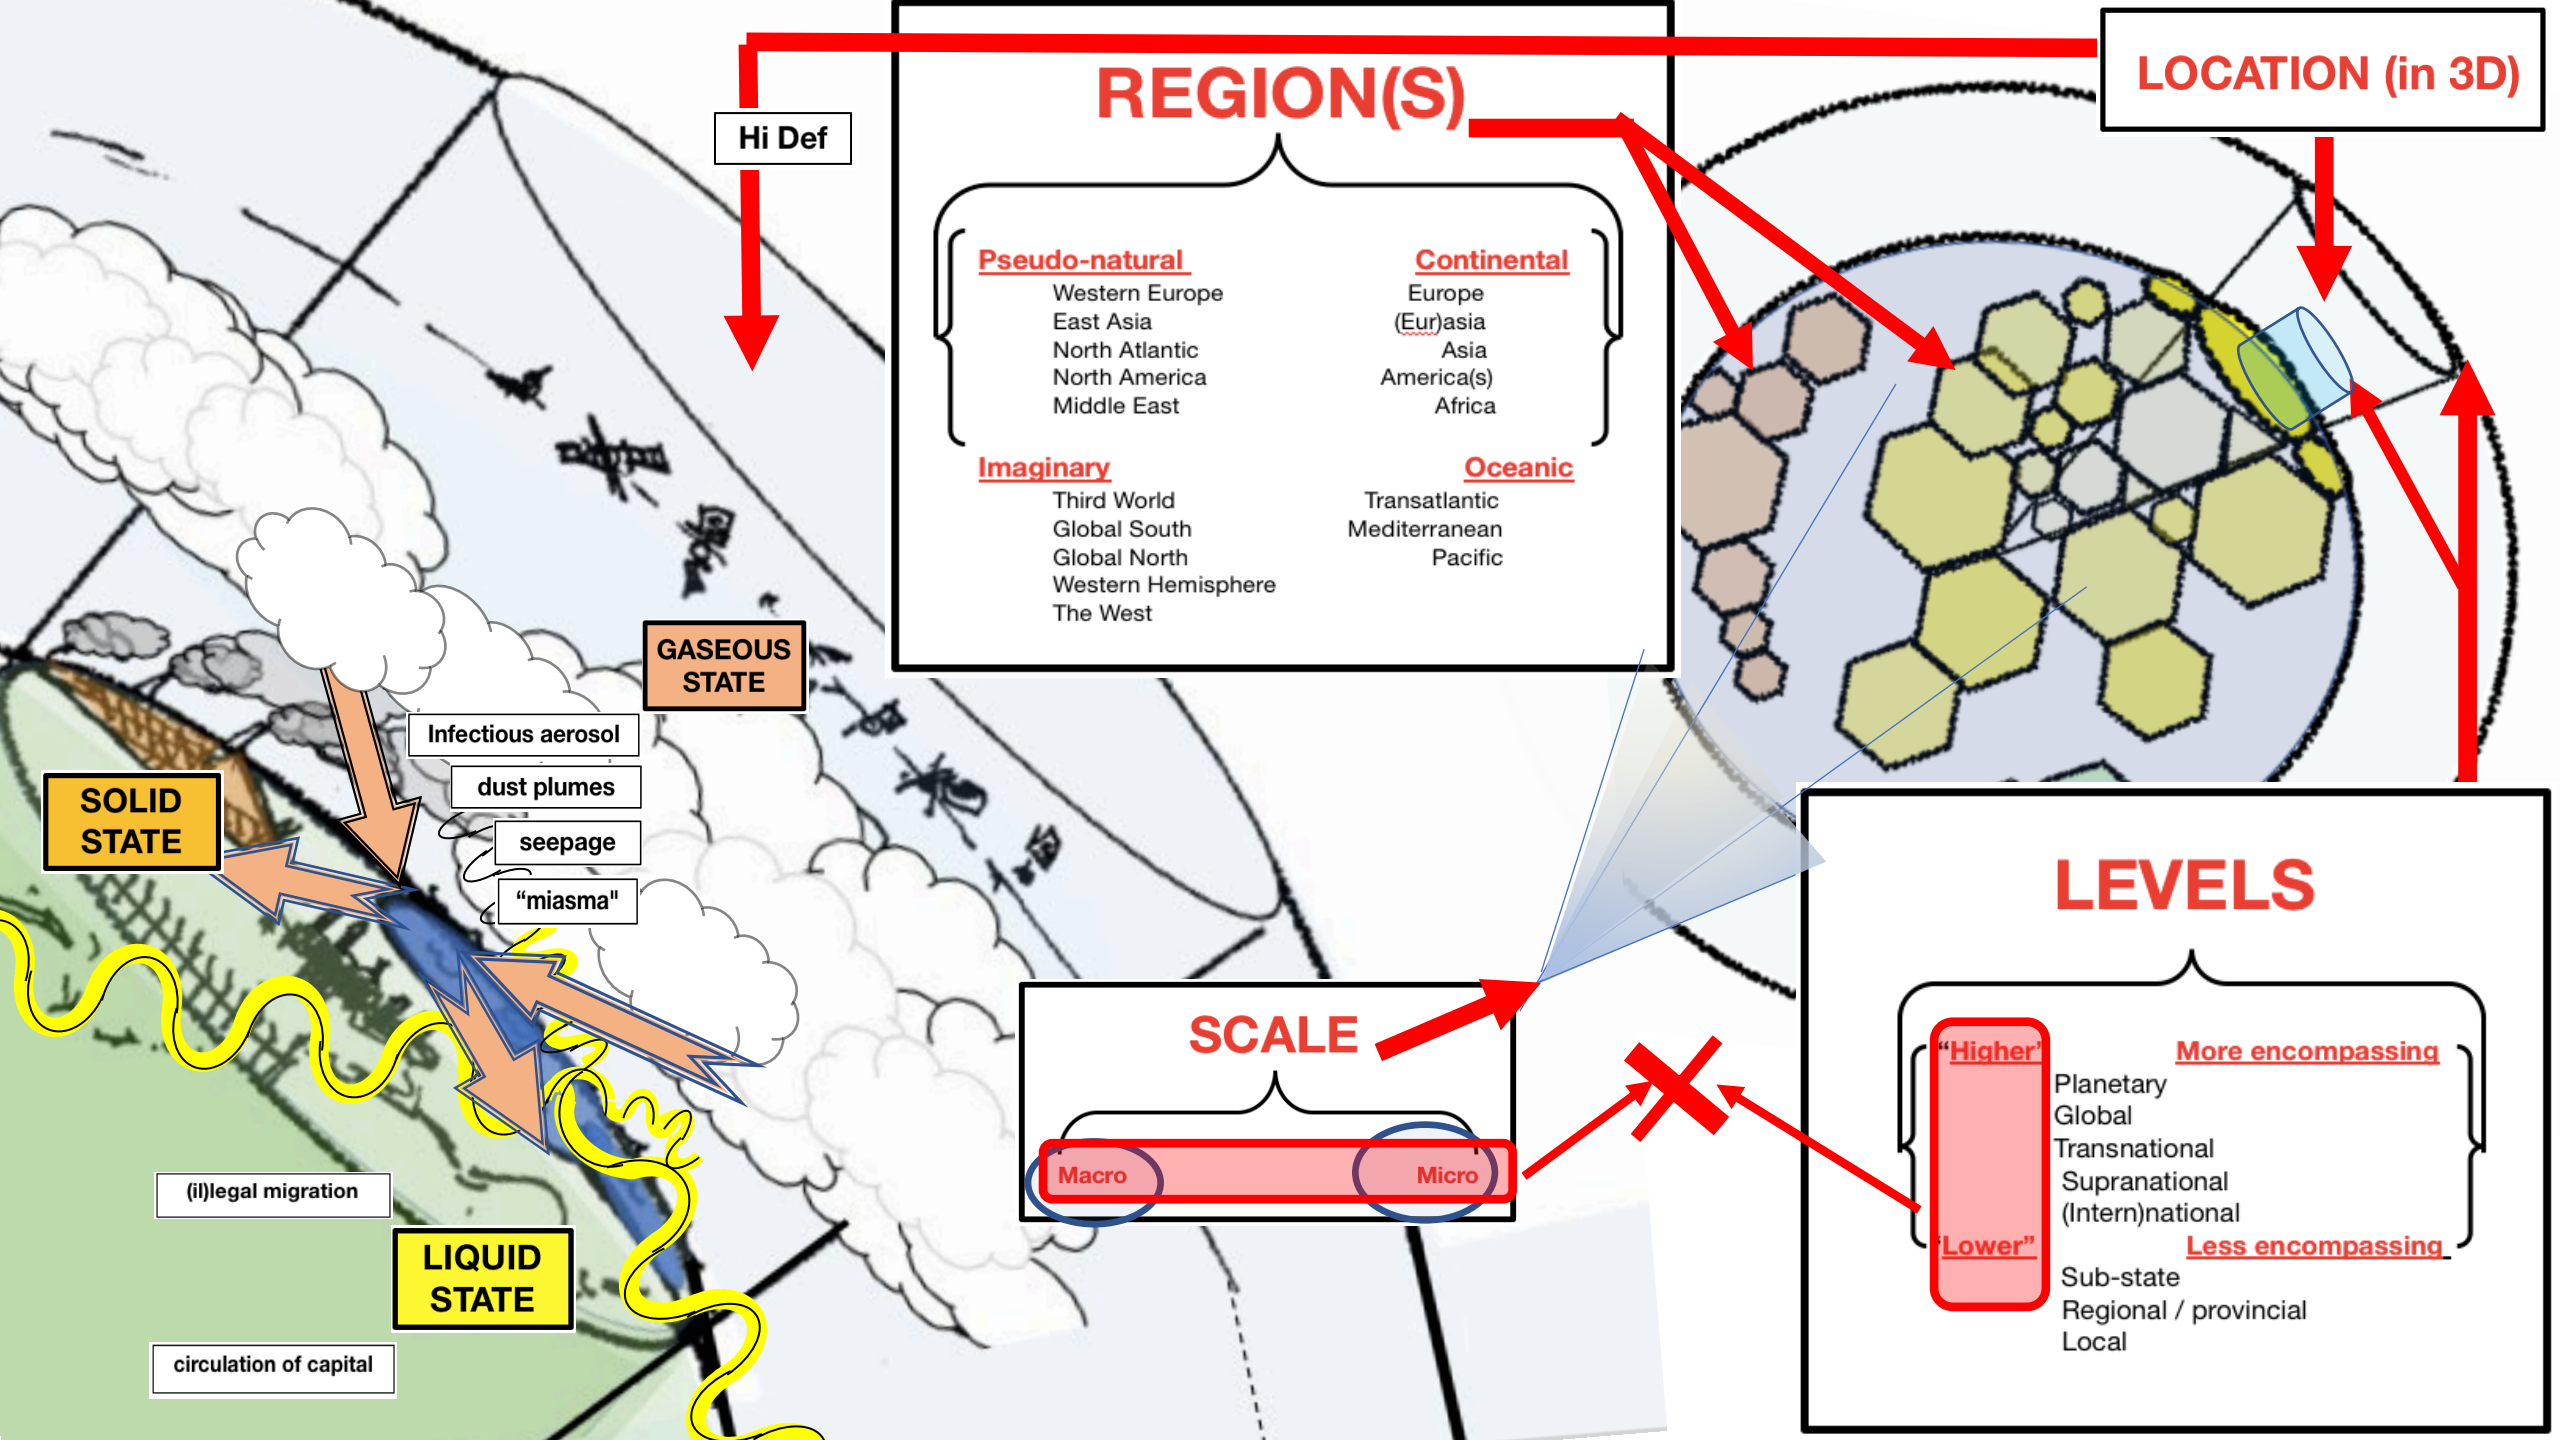 LOCATION (in 3D)
Hi Def
REGION(S)
Pseudo-natural
Western Europe
East Asia
North Atlantic
North America
Middle East
Continental
Europe
(Eur)asia
Asia
America(s)
Africa
Imaginary
Third World
Global South
Global North
Western Hemisphere
The West
Oceanic
Transatlantic
Mediterranean
Pacific
GASEOUS
STATE
Infectious aerosol
dust plumes
seepage
“miasma"
SOLID
STATE
(il)legal migration
LIQUID
STATE
circulation of capital
SCALE
Macro
Micro
LEVELS
“Higher”
More encompassing
Planetary
Global
Transnational
Supranational
(Intern)national
“Lower”
Less encompassing
Sub-state
Regional / provincial
Local